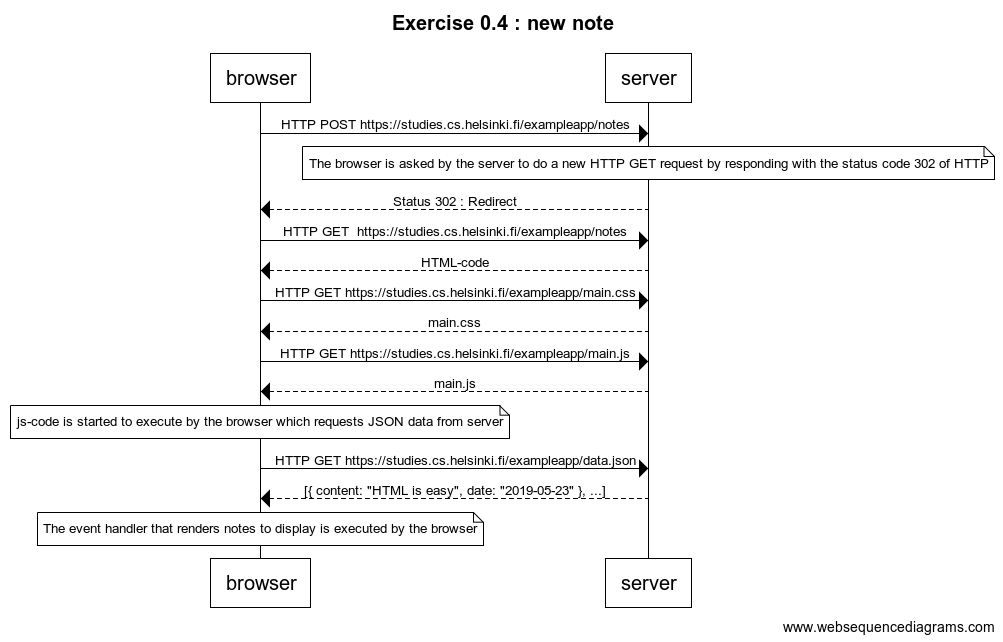 Exercise 0.4 : new note
browser
server
HTTP POST https://studies.cs.helsinki.fi/exampleapp/notes
The browser is asked by the server to do a new HTTP GET request by responding with the status code 302 of HTTP
Status 302 : Redirect
HTTP GET  https://studies.cs.helsinki.fi/exampleapp/notes
HTML-code
HTTP GET https://studies.cs.helsinki.fi/exampleapp/main.css
main.css
HTTP GET https://studies.cs.helsinki.fi/exampleapp/main.js
main.js
js-code is started to execute by the browser which requests JSON data from server
HTTP GET https://studies.cs.helsinki.fi/exampleapp/data.json
[{ content: "HTML is easy", date: "2019-05-23" }, ...]
The event handler that renders notes to display is executed by the browser
browser
server
www.websequencediagrams.com